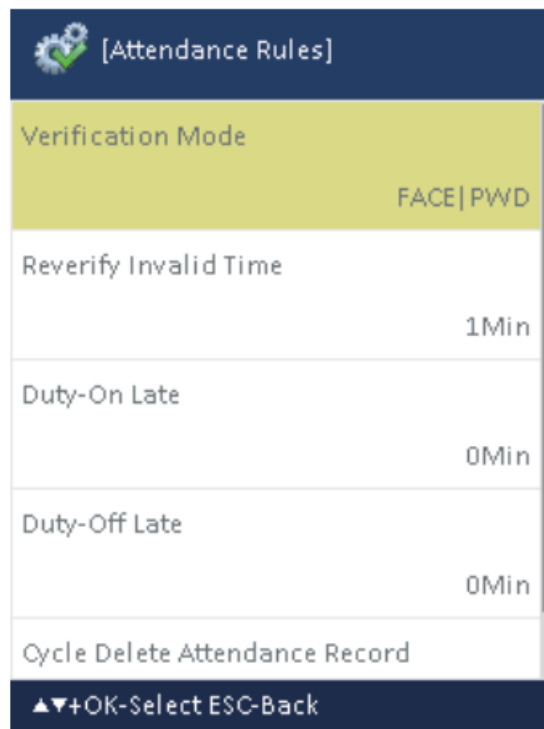 [Attendance Rules]
Verification Mode
FACE|PWD
Reverify Invalid Time
1Min
Duty-On Late
0Min
Duty-Off Late
0Min
Cycle Delete Attendance Record
▲▼+OK-Select ESC-Back